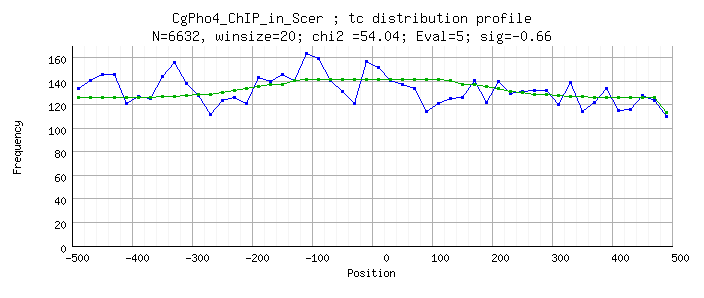 CgPho4_ChIP_in_Scer ; tc distribution profile
N=6632, winsize=20; chi2 =54.04; Eval=5; sig=-0.66
Frequency
160
140
120
100
80
60
40
20
0
-500 -400 -300 -200 -100 0 100 200 300 400 500
Position